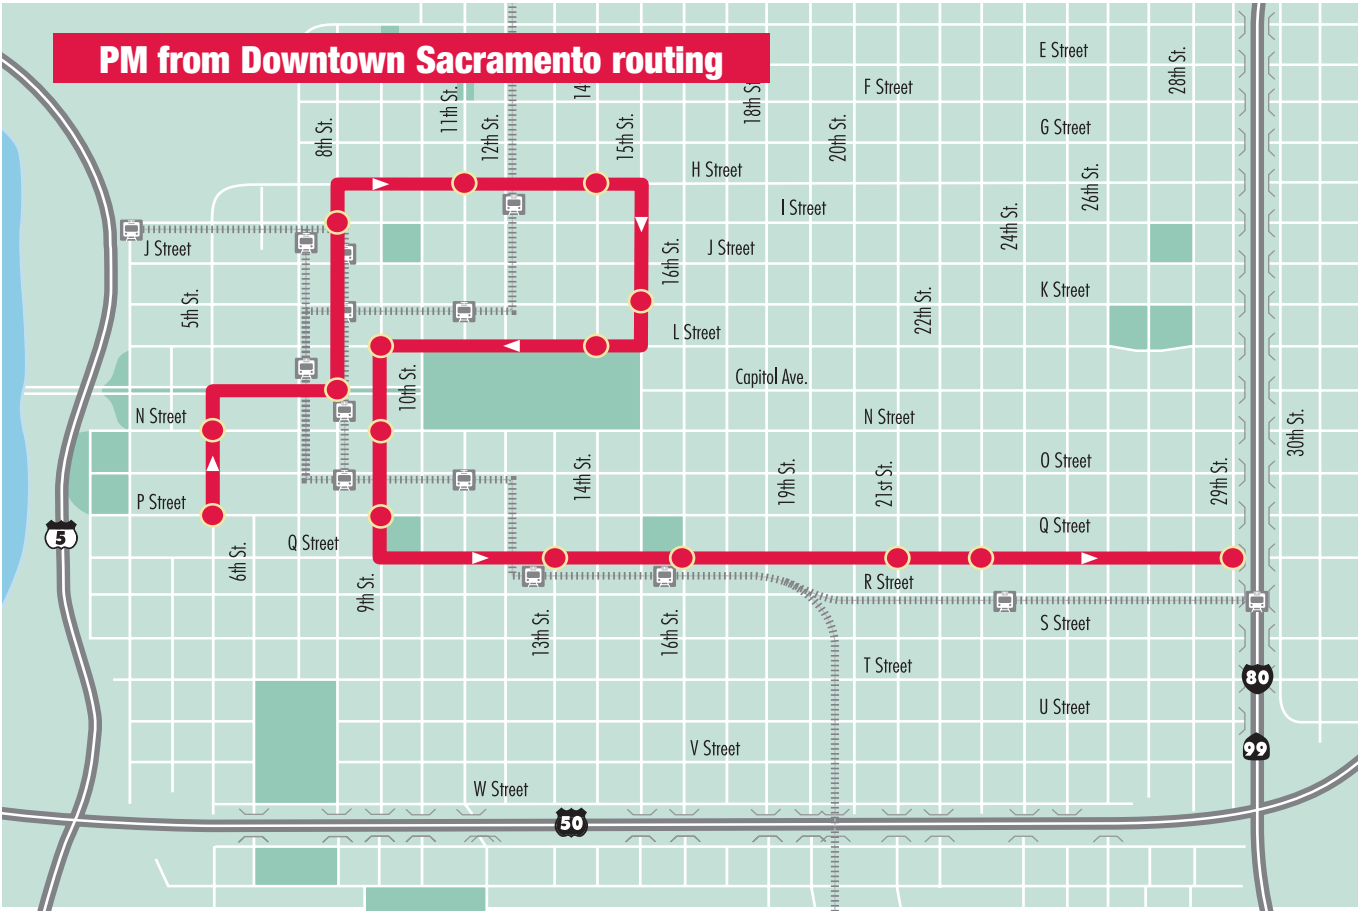 PM from Downtown Sacramento routing
E Street
28th St.
F Street
11th St.
14
18th St
G Street
8th St.
12th St.
15th St.
20th St.
H Street
26th St.
I Street
24th St.
J Street
J Street
16th St.
K Street
5th St.
22th St.
L Street
Capitol Ave.
10th St.
N Street
N Street
30th St.
O Street
14th St.
19th St.
21st St.
29th St.
P Street
Q Street
Q Street
5
6th St.
9th St.
R Street
13th St.
16th St.
S Street
T Street
80
U Street
V Street
99
W Street
50